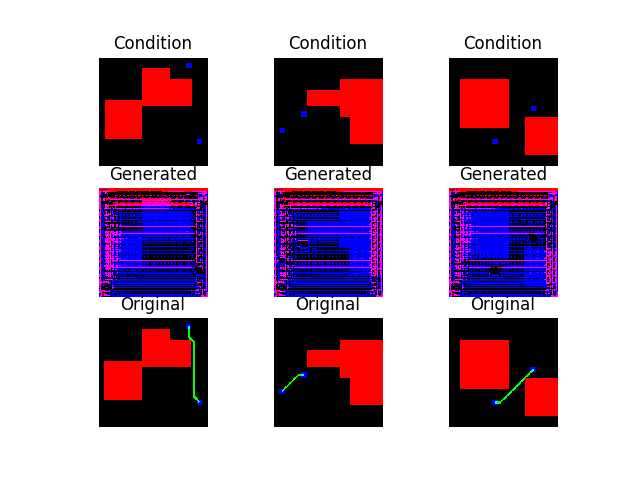 Condition Condition Condition
Generated Generated Generated
Original Original Original